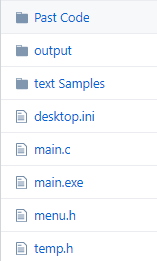 Past Code
output
text Samples
desktop.ini
main.c
main.exe
menu.h
temp.h